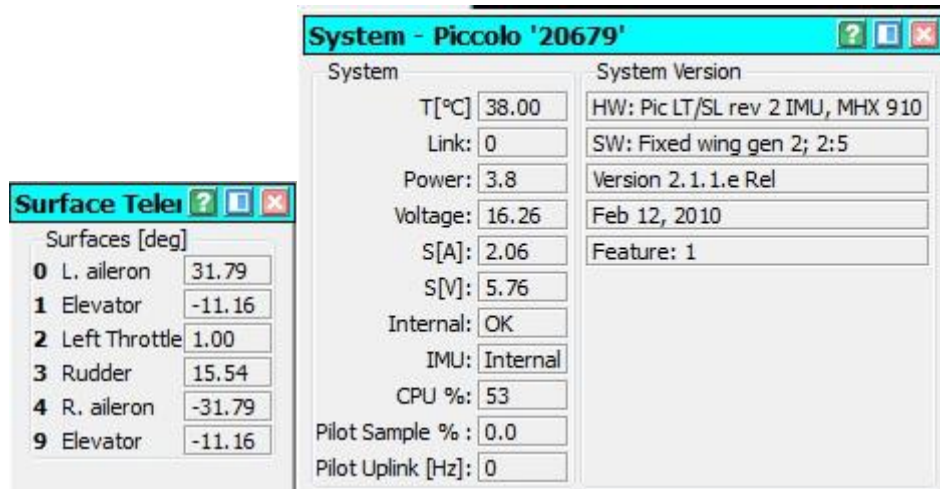 Surface Teler
Surfaces [deg]
0 L. aileron 31.79
1 Elevator -11.16
2 Left Throttle 1.00
3 Rudder 15.54
4 R. aileron -31.79
9 Elevator -11.16
System - Piccolo '20679'
System
T[°C] 38.00
Link: 0
Power: 3.8
Voltage: 16.26
S[A]: 2.06
S[V]: 5.76
Internal: OK
IMU: Internal
CPU %: 53
Pilot Sample % : 0.0
Pilot Uplink [Hz]: 0
System Version
HW: Pic LT/SL rev 2 IMU, MHX 910
SW: Fixed wing gen 2; 2:5
Version 2.1.1.e Rel
Feb 12, 2010
Feature: 1